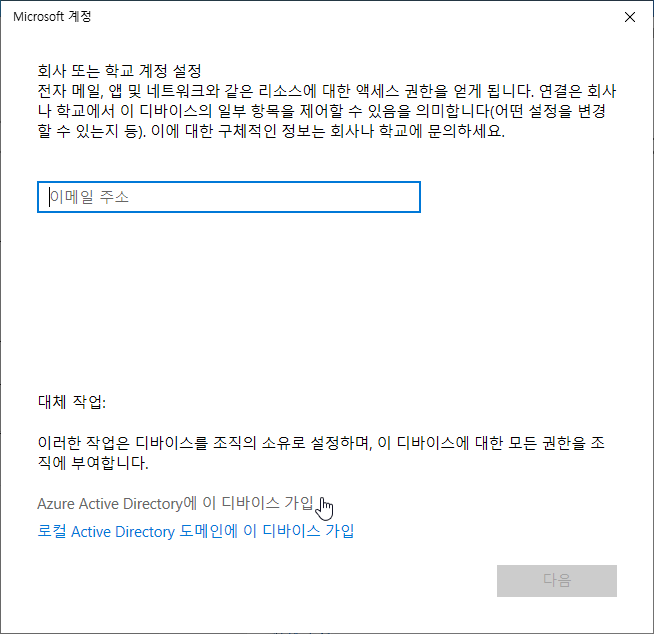 Microsoft 계정
회사 또는 학교 계정 설정
전자 메일, 앱 및 네트워크와 같은 리소스에 대한 액세스 권한을 얻게 됩니다. 연결은 회사
나 학교에서 이 디바이스의 일부 항목을 제어할 수 있음을 의미합니다(어떤 설정을 변경
할 수 있는지 등). 이에 대한 구체적인 정보는 회사나 학교에 문의하세요.
이메일 주소
대체 작업:
이러한 작업은 디바이스를 조직의 소유로 설정하며, 이 디바이스에 대한 모든 권한을 조
직에 부여합니다.
Azure Active Directory에 이 디바이스 가입
로컬 Active Directory 도메인에 이 디바이스 가입
다음